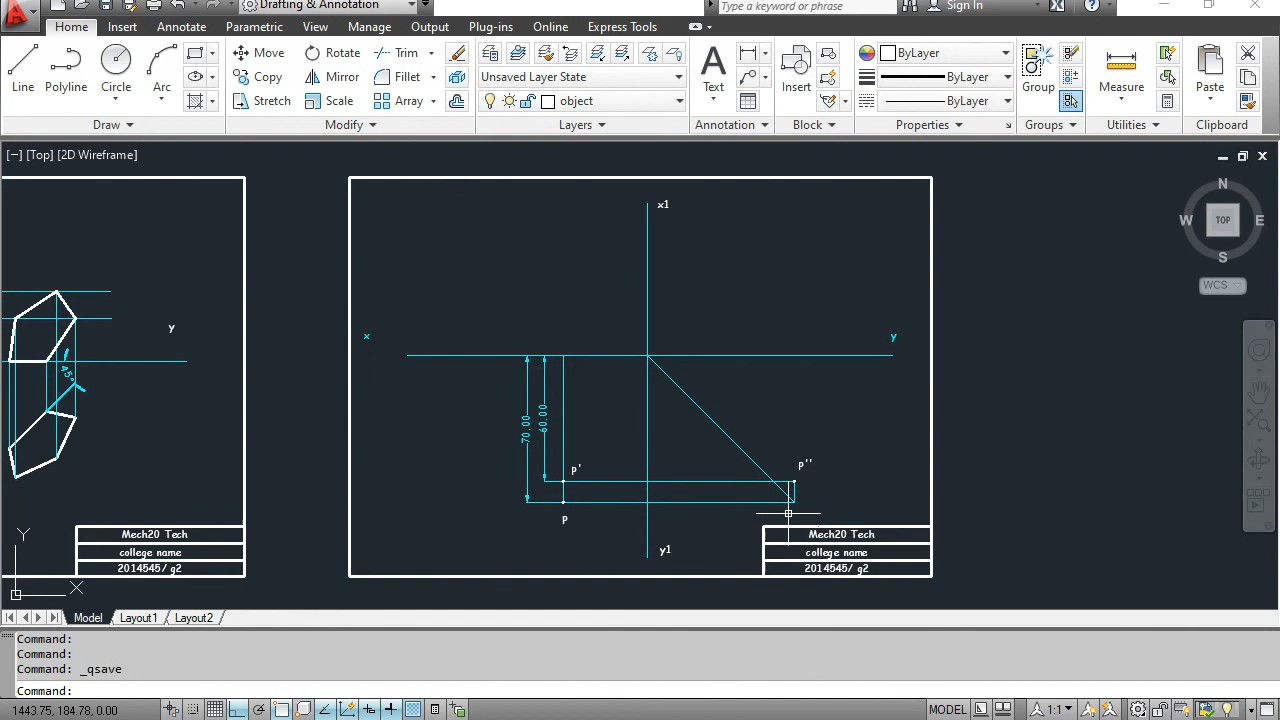 Drafting & Annotation
Type a keyword or phrase
Sign In
Home Insert Annotate Parametric View Manage Output Plug-ins Online Express Tools
Line Polyline Circle Arc
Move Rotate Trim
Copy Mirror Fillet
Stretch Scale Array
Unsaved Layer State
object
Text
Insert
ByLayer
ByLayer
ByLayer
Group
Measure
Paste
Draw Modify Layers Annotation Block Properties Groups Utilities Clipboard
[−] [Top] [2D Wireframe]
N
W TOP E
S
WCS
x1
y
x
y
45°
70.00
60.00
P'
P''
P
y1
Mech20 Tech
college name
2014545/ g2
Mech20 Tech
college name
2014545/ g2
Y
X
Model Layout1 Layout2
Command:
Command:
Command: _qsave
Command:
1443.75, 184.78, 0.00
MODEL
1:1